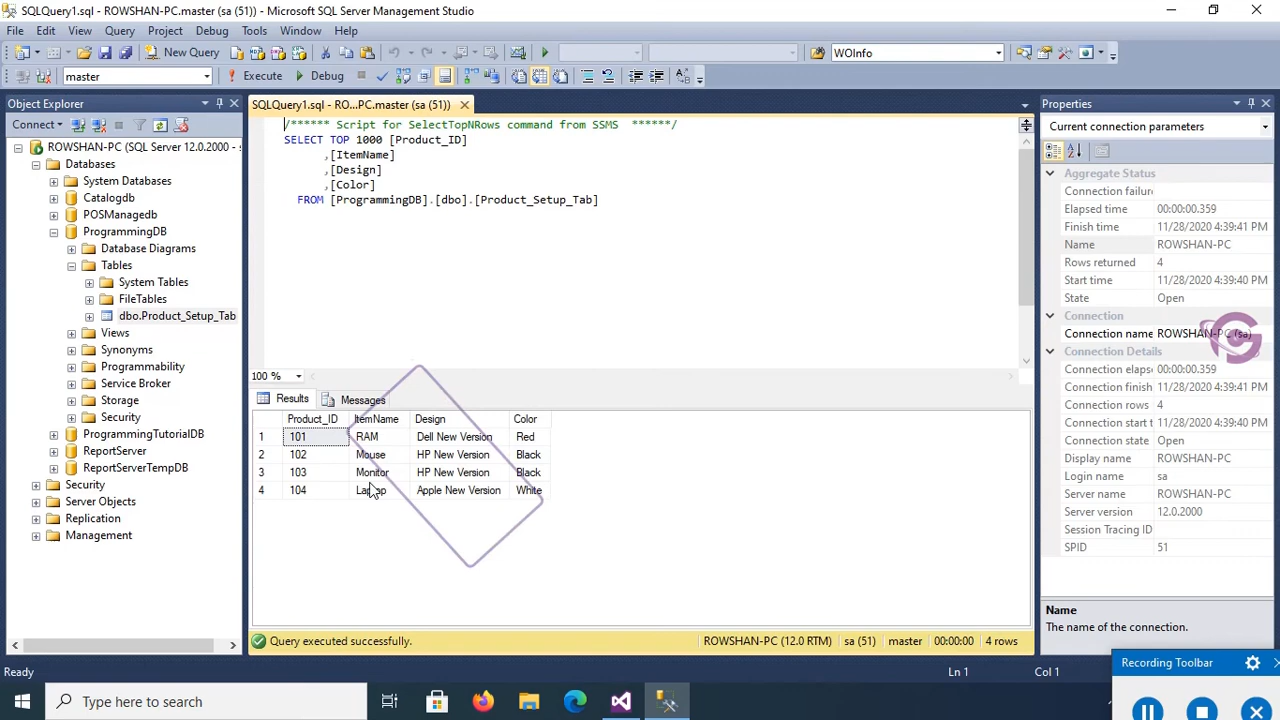 SQLQuery1.sql - ROWSHAN-PC.master (sa (51)) - Microsoft SQL Server Management Studio
File Edit View Query Project Debug Tools Window Help
New Query WOInfo
master Execute Debug
Object Explorer
Connect
ROWSHAN-PC (SQL Server 12.0.2000 - s
Databases
System Databases
Catalogdb
POSManagedb
ProgrammingDB
Database Diagrams
Tables
System Tables
FileTables
dbo.Product_Setup_Tab
Views
Synonyms
Programmability
Service Broker
Storage
Security
ProgrammingTutorialDB
ReportServer
ReportServerTempDB
Security
Server Objects
Replication
Management
SQLQuery1.sql - RO...PC.master (sa (51))
/****** Script for SelectTopNRows command from SSMS ******/
SELECT TOP 1000 [Product_ID]
,[ItemName]
,[Design]
,[Color]
FROM [ProgrammingDB].[dbo].[Product_Setup_Tab]
100 %
Results Messages
Product_ID ItemName Design Color
1 101 RAM Dell New Version Red
2 102 Mouse HP New Version Black
3 103 Monitor HP New Version Black
4 104 Laptop Apple New Version White
Query executed successfully. ROWSHAN-PC (12.0 RTM) sa (51) master 00:00:00 4 rows
Properties
Current connection parameters
Aggregate Status
Connection failure
Elapsed time 00:00:00.359
Finish time 11/28/2020 4:39:41 PM
Name ROWSHAN-PC
Rows returned 4
Start time 11/28/2020 4:39:40 PM
State Open
Connection
Connection name ROWSHAN-PC (sa)
Connection Details
Connection elaps 00:00:00.359
Connection finish 11/28/2020 4:39:41 PM
Connection rows 4
Connection start 11/28/2020 4:39:40 PM
Connection state Open
Display name ROWSHAN-PC
Login name sa
Server name ROWSHAN-PC
Server version 12.0.2000
Session Tracing ID
SPID 51
Name
The name of the connection.
Ready Ln 1 Col 1
Recording Toolbar
Type here to search